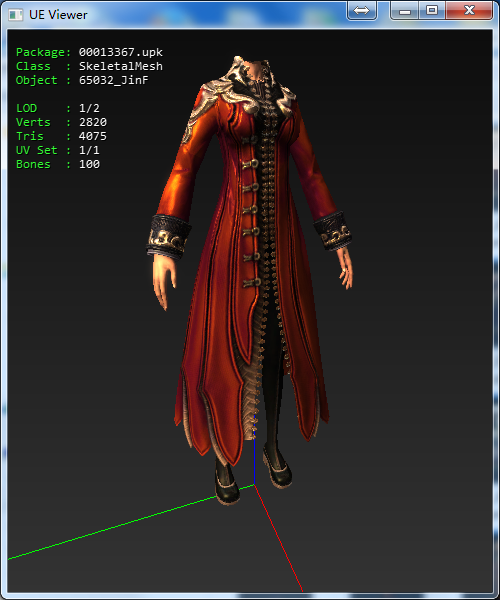 UE Viewer
Package: 00013367.upk
Class : SkeletalMesh
Object : 65032_JinF
LOD : 1/2
Verts : 2820
Tris : 4075
UV Set : 1/1
Bones : 100